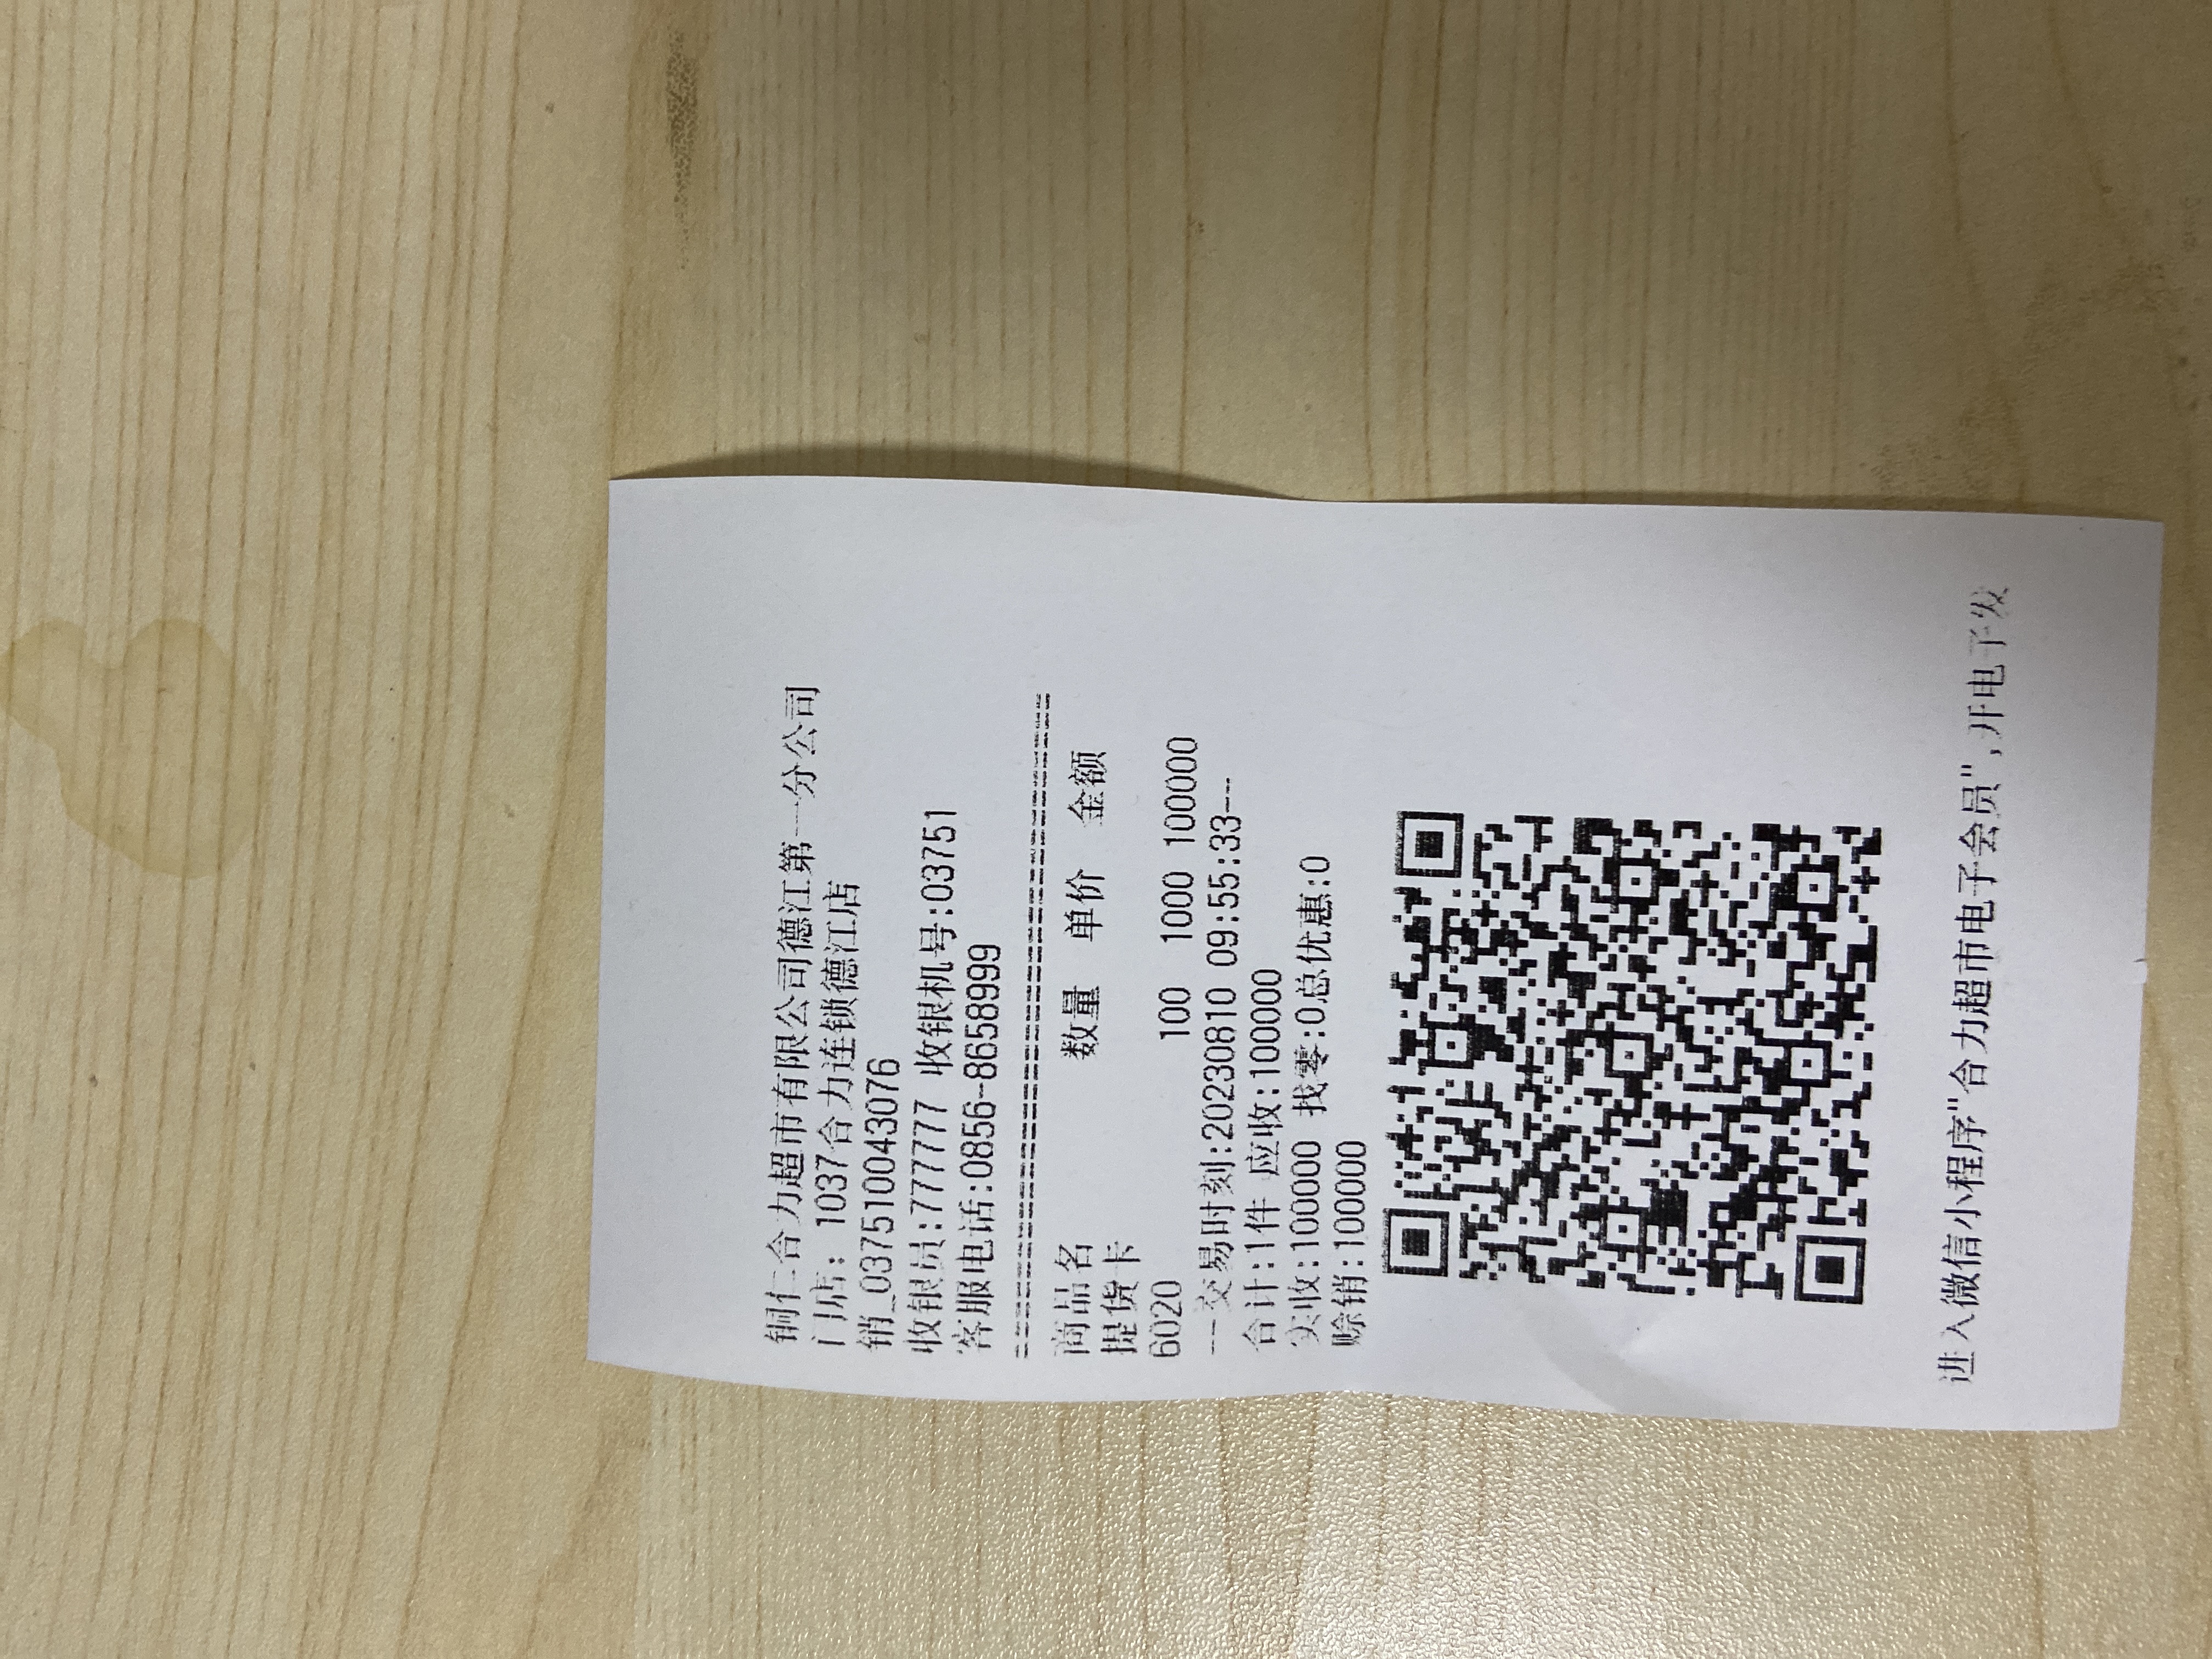 铜仁合力超市有限公司德江第一分公司
门店: 1037合力连锁德江店
销_037510043076
收银员:777777 收银机号:03751
客服电话:0856-8658999
商品名 数量 单价 金额
提货卡
6020 100 1000 100000
--交易时刻:20230810 09:55:33--
合计:1件 应收:100000
实收:100000 找零:0总优惠:0
赊销:100000
进入微信小程序"合力超市电子会员",开电子发